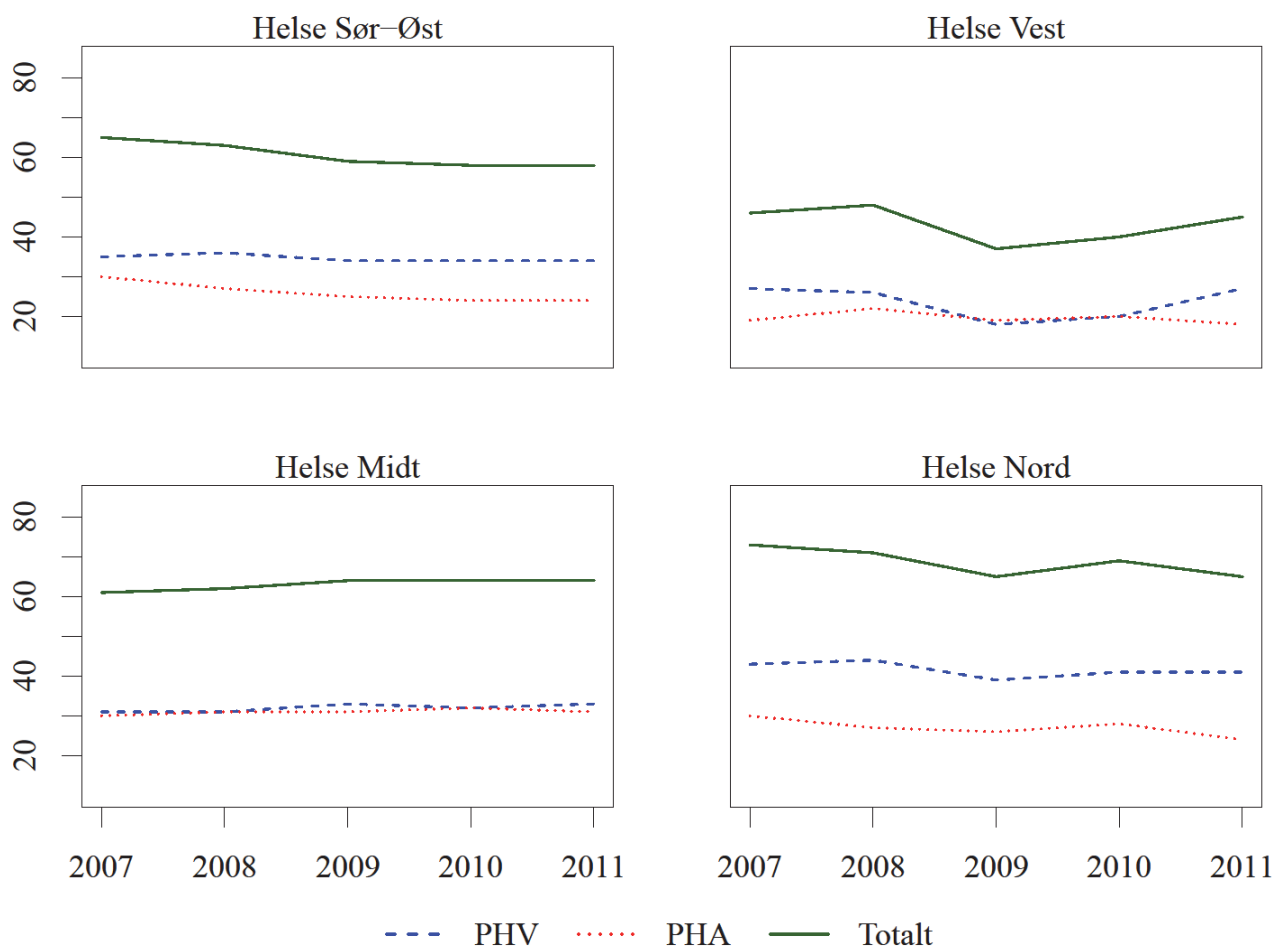 Helse Sør−Øst
Helse Vest
80
60
40
20
Helse Midt
Helse Nord
80
60
40
20
2007 2008 2009 2010 2011 2007 2008 2009 2010 2011
PHV PHA Totalt